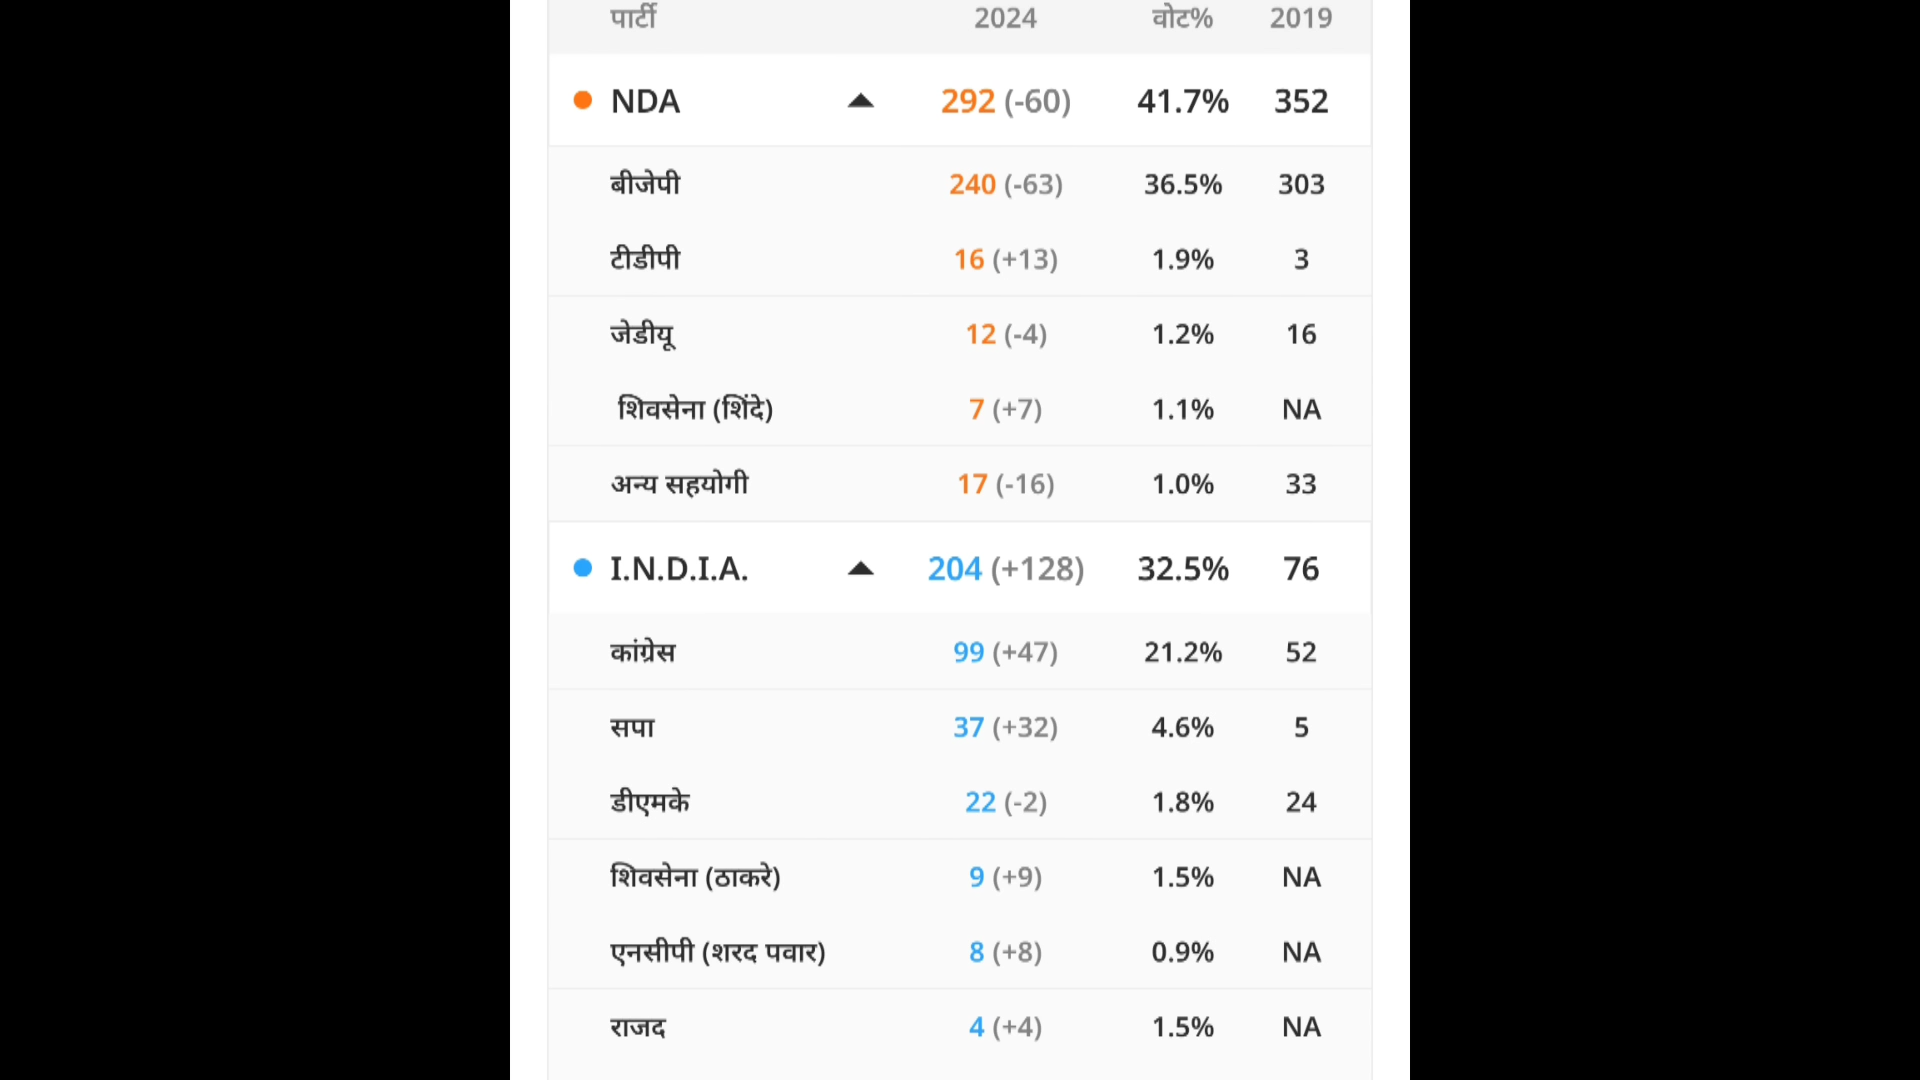 पार्टी 2024 वोट% 2019
NDA ▲ 292 (-60) 41.7% 352
बीजेपी 240 (-63) 36.5% 303
टीडीपी 16 (+13) 1.9% 3
जेडीयू 12 (-4) 1.2% 16
शिवसेना (शिंदे) 7 (+7) 1.1% NA
अन्य सहयोगी 17 (-16) 1.0% 33
I.N.D.I.A. ▲ 204 (+128) 32.5% 76
कांग्रेस 99 (+47) 21.2% 52
सपा 37 (+32) 4.6% 5
डीएमके 22 (-2) 1.8% 24
शिवसेना (ठाकरे) 9 (+9) 1.5% NA
एनसीपी (शरद पवार) 8 (+8) 0.9% NA
राजद 4 (+4) 1.5% NA